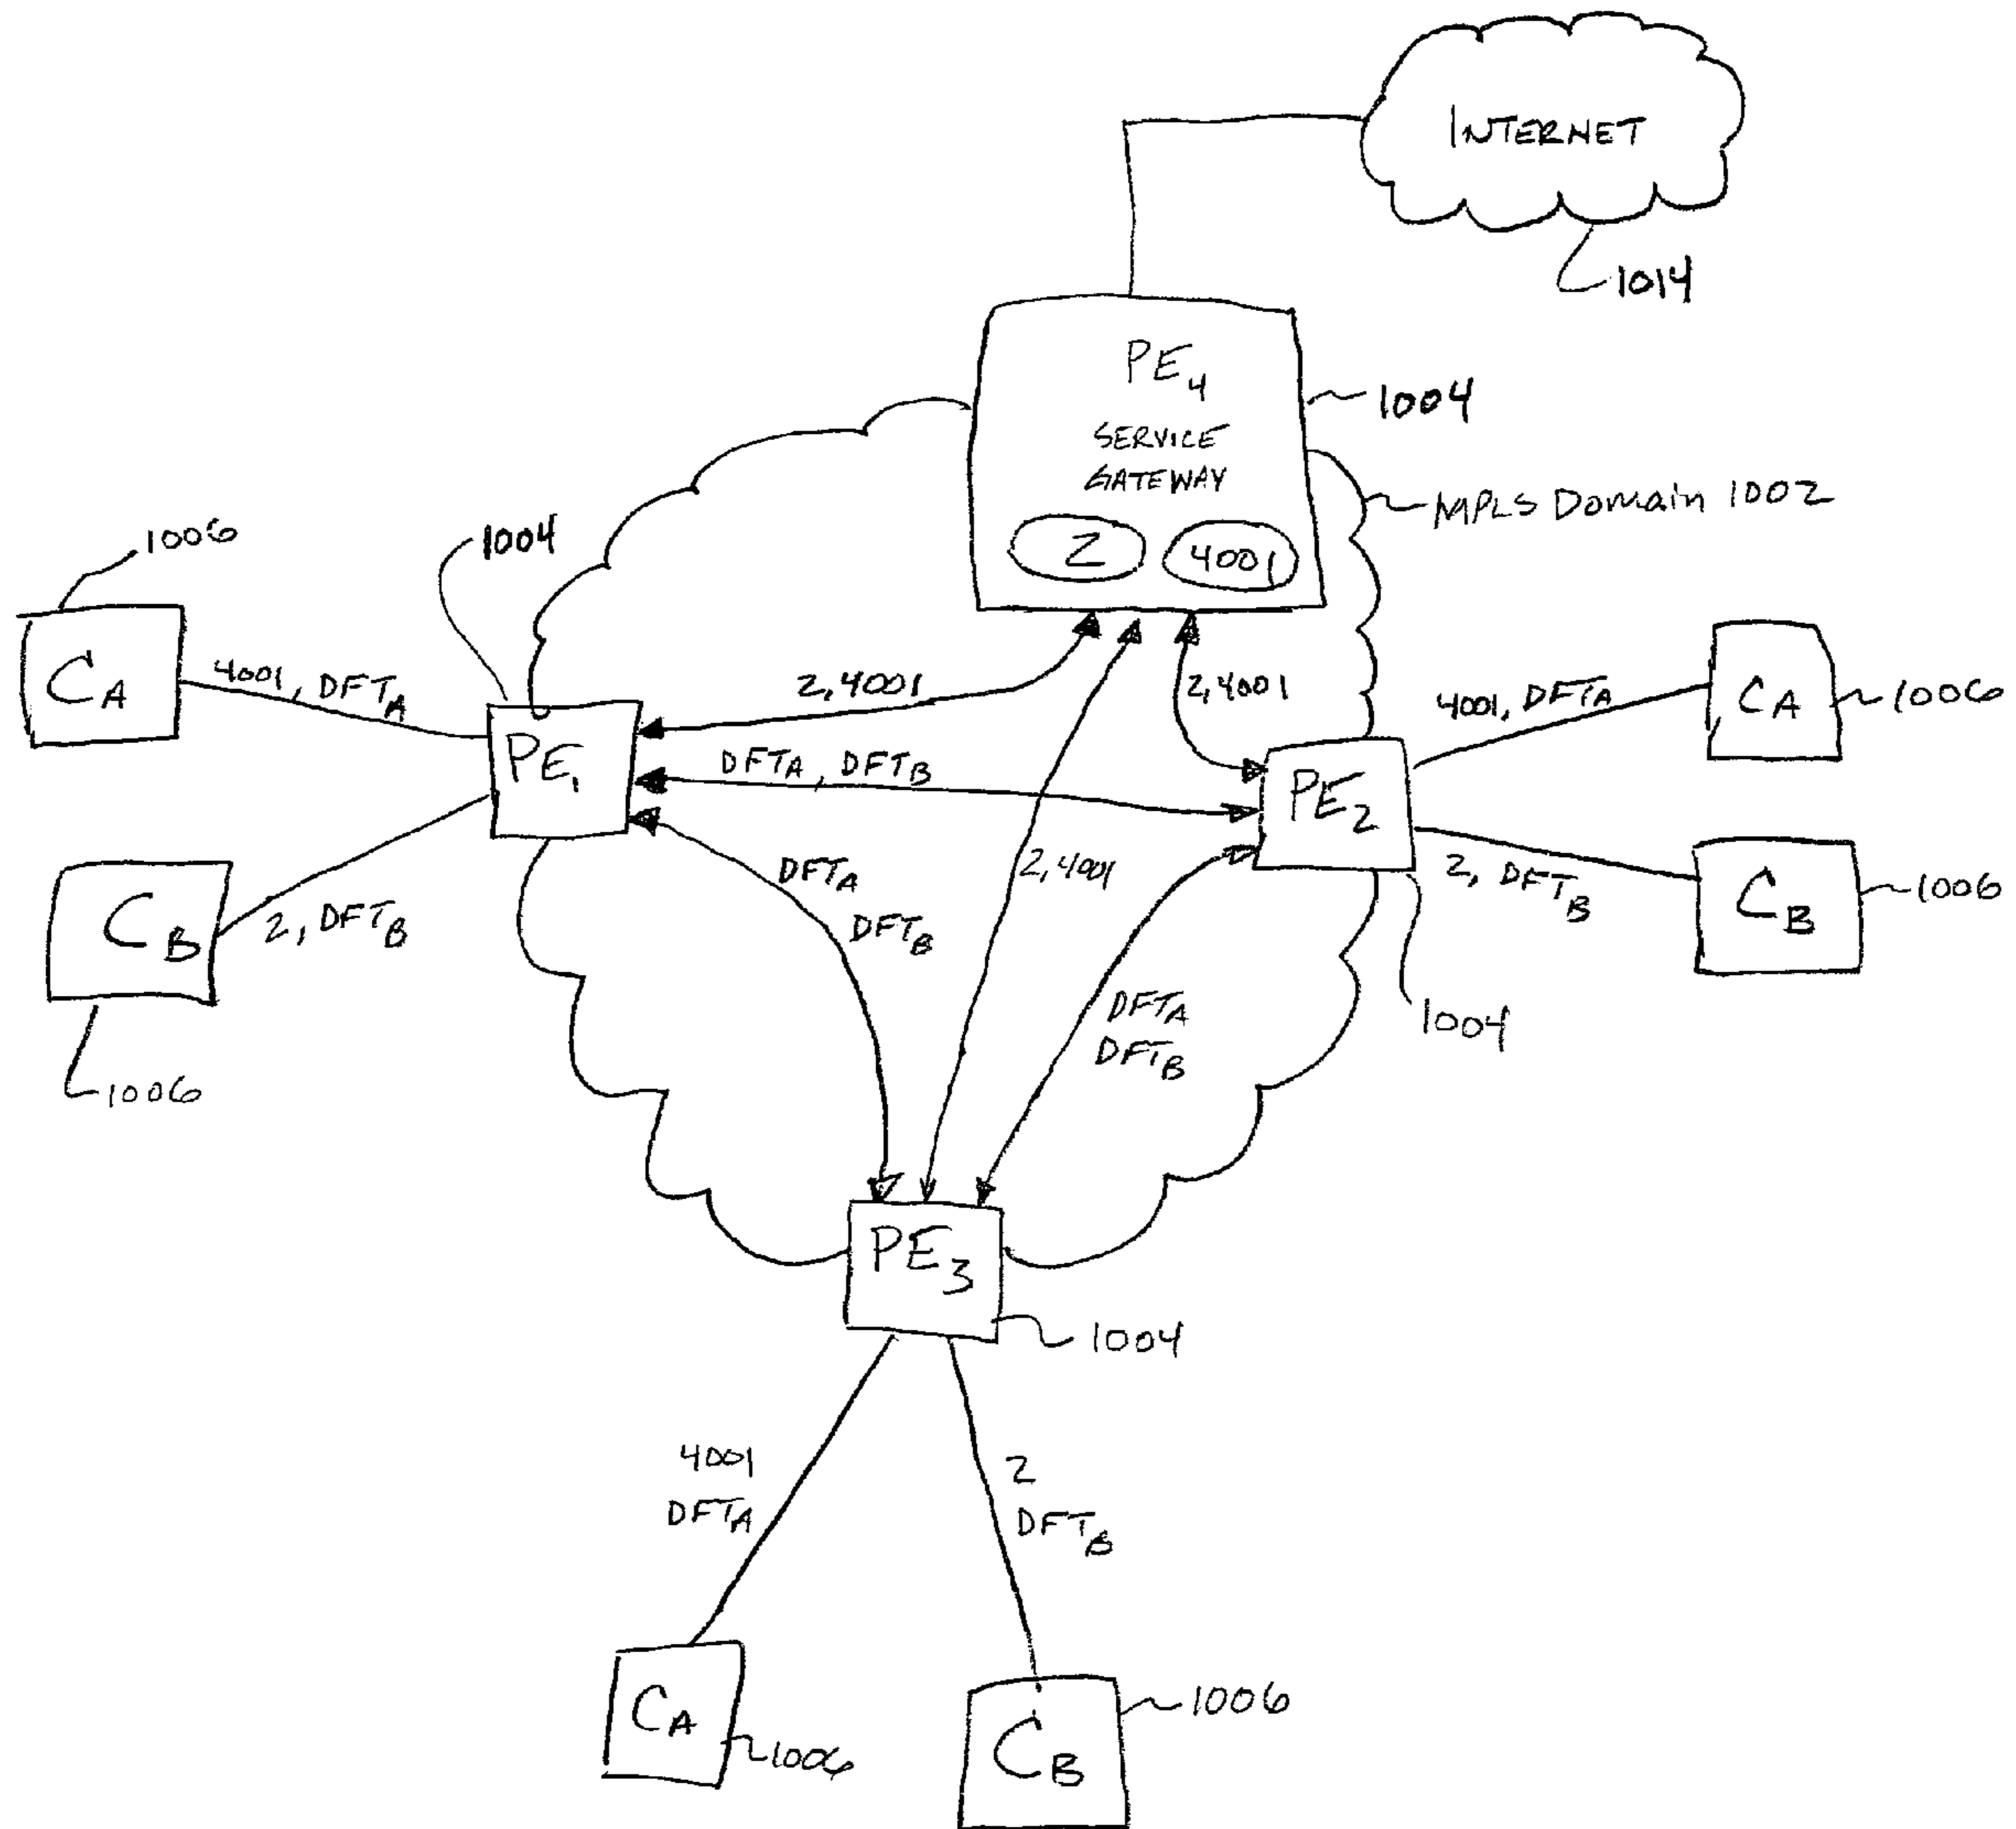 INTERNET
1014
PE4
1004
SERVICE
GATEWAY
MPLS Domain 1002
2
4001
1006
1004
CA
4001, DFTA
2, 4001
2, 4001
4001, DFTA
CA
1006
PE1
DFTA, DFTB
PE2
CB
2, DFTB
DFTA
DFTB
2, 4001
2, DFTB
CB
1006
1006
DFTA
DFTB
1004
PE3
1004
4001
DFTA
2
DFTB
CA
1006
CB
1006